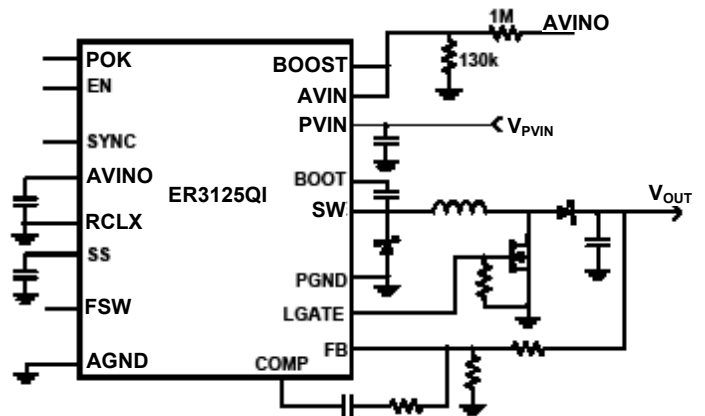 1M
AVINO
130k
POK
EN
SYNC
AVINO
RCLX
SS
FSW
AGND
ER3125QI
BOOST
AVIN
PVIN
BOOT
SW
PGND
LGATE
FB
COMP
VPVIN
VOUT